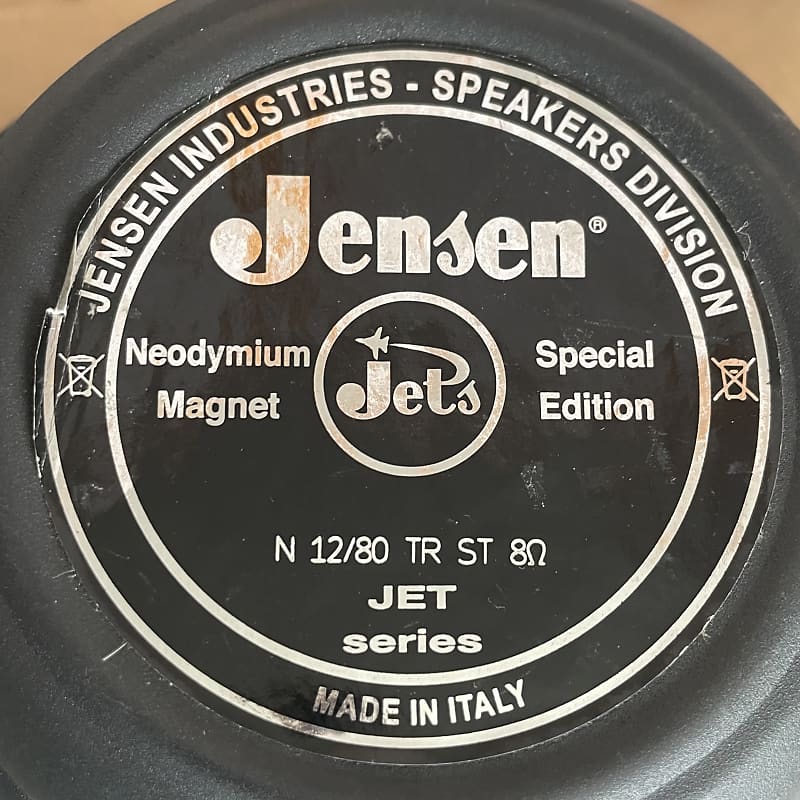 JENSEN INDUSTRIES - SPEAKERS DIVISION
Jensen®
Neodymium
Magnet
Jets
Special
Edition
N 12/80 TR ST 8Ω
JET
series
MADE IN ITALY